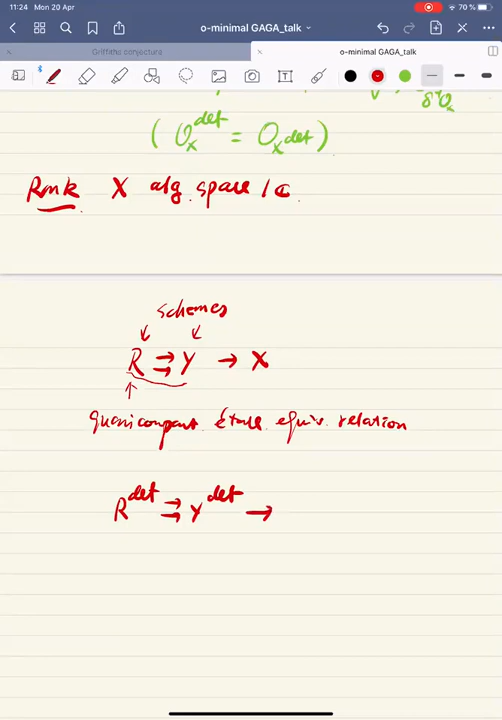 11:24 Mon 20 Apr
70 %
o-minimal GAGA_talk
Griffiths conjecture
o-minimal GAGA_talk
( O_X^{def} = O_{X^{def}} )
Rmk X alg. space / ℂ
schemes
↓ ↓
R ⇉ Y → X
↑
quasicompact étale equiv. relation
R^{def} ⇉ Y^{def} →